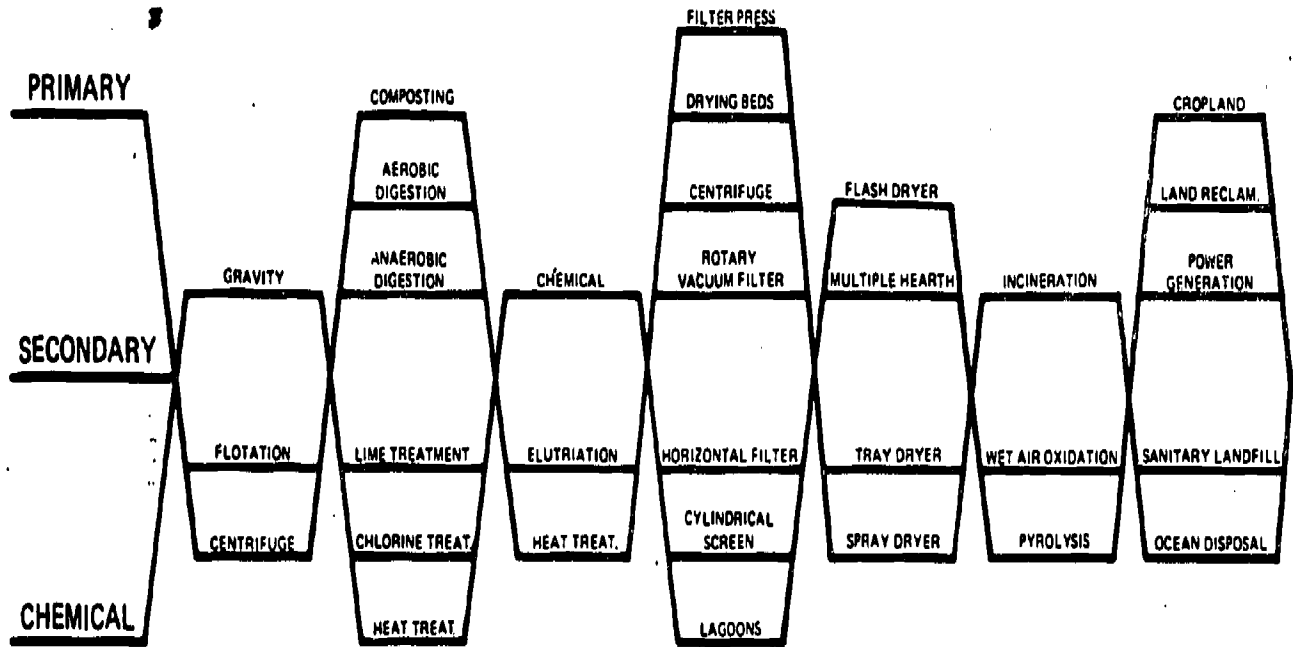 PRIMARY
SECONDARY
CHEMICAL
GRAVITY
FLOTATION
CENTRIFUGE
COMPOSTING
AEROBIC
DIGESTION
ANAEROBIC
DIGESTION
LIME TREATMENT
CHLORINE TREAT.
HEAT TREAT
CHEMICAL
ELUTRIATION
HEAT TREAT.
FILTER PRESS
DRYING BEDS
CENTRIFUGE
ROTARY
VACUUM FILTER
HORIZONTAL FILTER
CYLINDRICAL
SCREEN
LAGOONS
FLASH DRYER
MULTIPLE HEARTH
TRAY DRYER
SPRAY DRYER
INCINERATION
WET AIR OXIDATION
PYROLYSIS
CROPLAND
LAND RECLAM.
POWER
GENERATION
SANITARY LANDFILL
OCEAN DISPOSAL